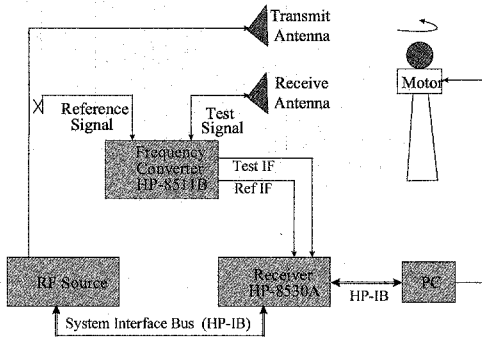 Transmit
Antenna
Receive
Antenna
Motor
Reference
Signal
Test
Signal
Frequency
Converter
HP-8511B
Test IF
Ref IF
RF Source
Receiver
HP-8530A
HP-IB
PC
System Interface Bus (HP-IB)